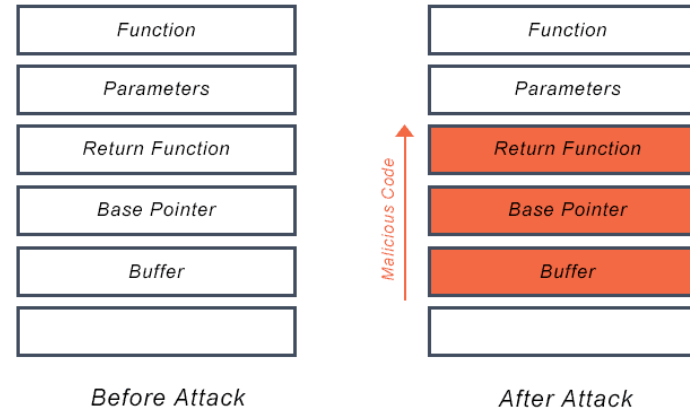 Function
Parameters
Return Function
Base Pointer
Buffer
Before Attack
Malicious Code
Function
Parameters
Return Function
Base Pointer
Buffer
After Attack